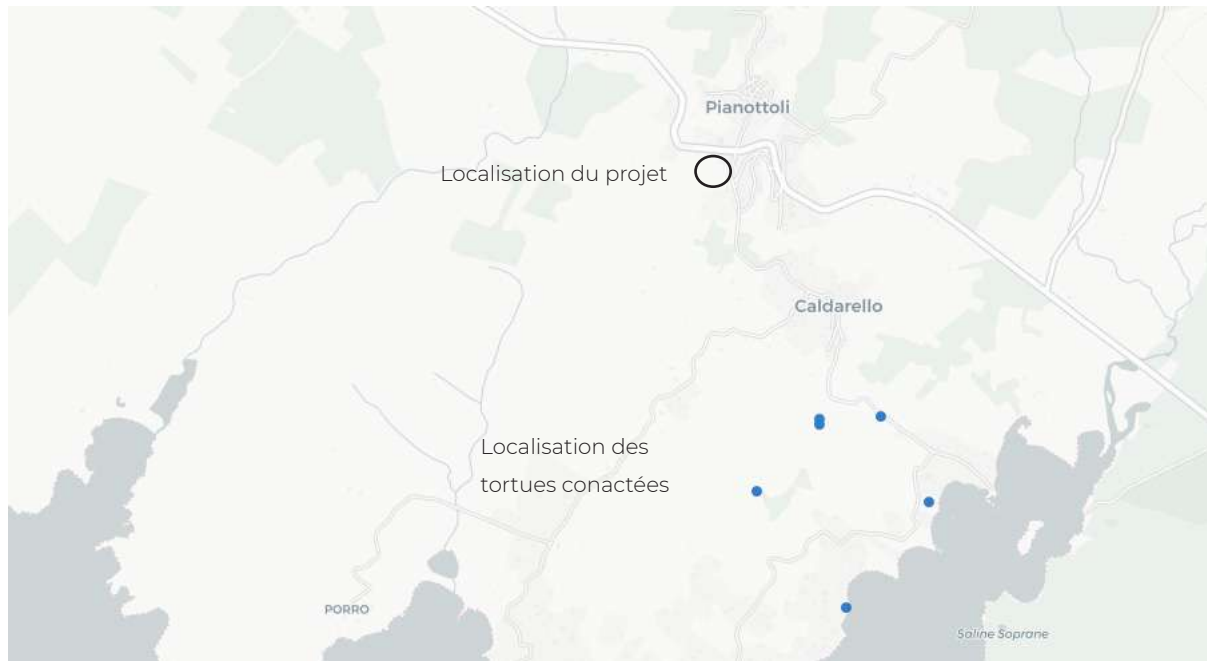 Pianottoli
Localisation du projet
Caldarello
Localisation des
tortues conactées
PORRO
Saline Soprane